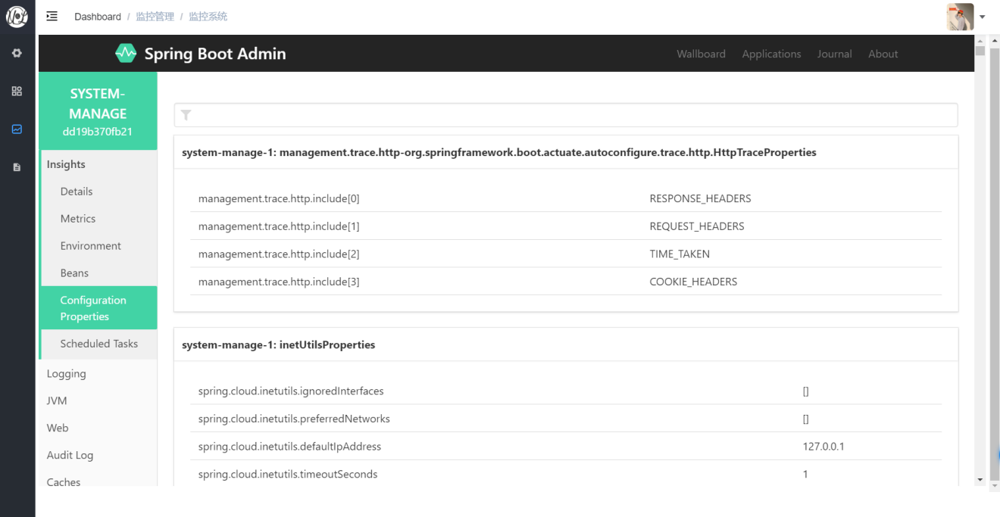 Dashboard / 监控管理 / 监控系统
Spring Boot Admin
Wallboard Applications Journal About
SYSTEM-
MANAGE
dd19b370fb21
Insights
Details
Metrics
Environment
Beans
Configuration
Properties
Scheduled Tasks
Logging
JVM
Web
Audit Log
Caches
system-manage-1: management.trace.http-org.springframework.boot.actuate.autoconfigure.trace.http.HttpTraceProperties
management.trace.http.include[0] RESPONSE_HEADERS
management.trace.http.include[1] REQUEST_HEADERS
management.trace.http.include[2] TIME_TAKEN
management.trace.http.include[3] COOKIE_HEADERS
system-manage-1: inetUtilsProperties
spring.cloud.inetutils.ignoredInterfaces []
spring.cloud.inetutils.preferredNetworks []
spring.cloud.inetutils.defaultIpAddress 127.0.0.1
spring.cloud.inetutils.timeoutSeconds 1